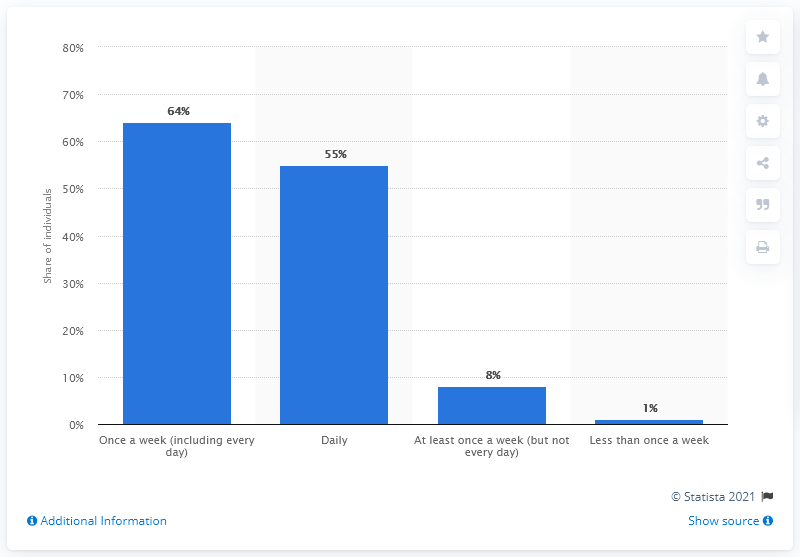 80%
70%
60%
50%
40%
30%
20%
10%
0%
Share of individuals
64%
55%
8%
1%
Once a week (including every
day)
Daily
At least once a week (but not
every day)
Less than once a week
© Statista 2021
Additional Information
Show source